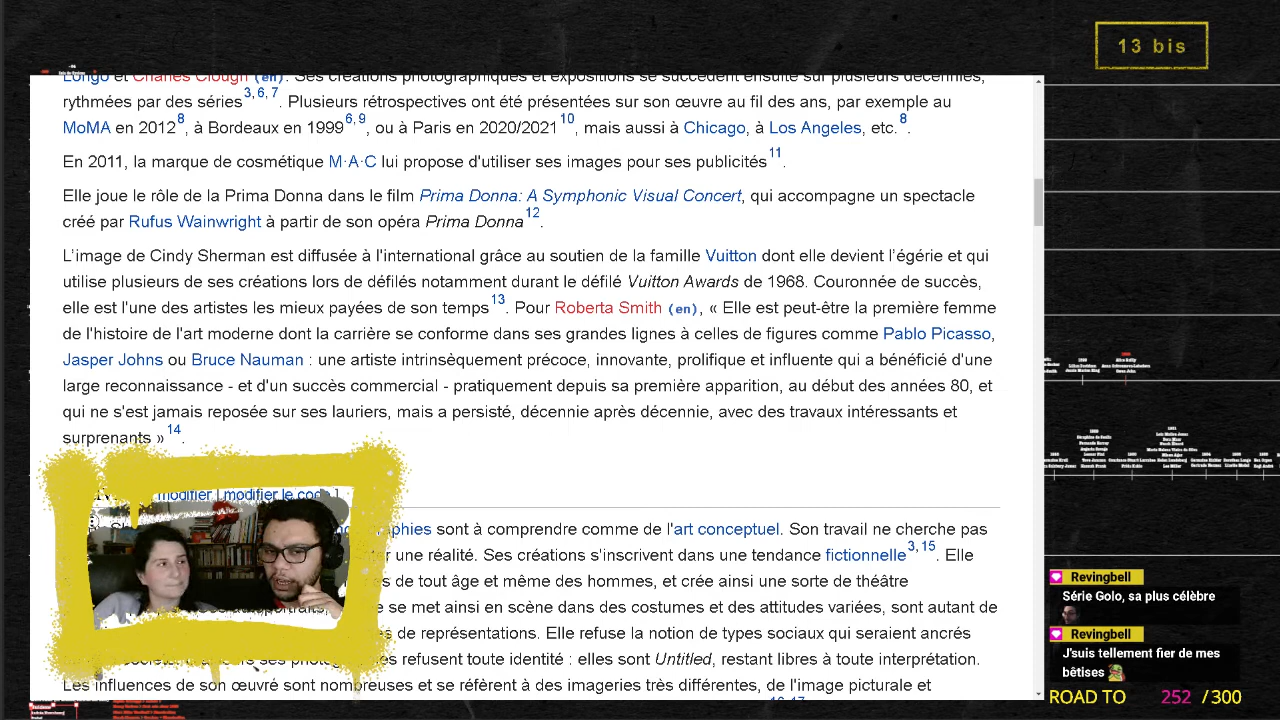 13 bis
Longo et Charles Clough (en). Ses créations
rythmées par des séries3, 6, 7. Plusieurs rétrospectives ont été présentées sur son œuvre au fil des ans, par exemple au
MoMA en 20128, à Bordeaux en 19996, 9, ou à Paris en 2020/202110, mais aussi à Chicago, à Los Angeles, etc.8.
En 2011, la marque de cosmétique M·A·C lui propose d'utiliser ses images pour ses publicités11.
Elle joue le rôle de la Prima Donna dans le film Prima Donna: A Symphonic Visual Concert, qui accompagne un spectacle
créé par Rufus Wainwright à partir de son opéra Prima Donna12.
L'image de Cindy Sherman est diffusée à l'international grâce au soutien de la famille Vuitton dont elle devient l'égérie et qui
utilise plusieurs de ses créations lors de défilés notamment durant le défilé Vuitton Awards de 1968. Couronnée de succès,
elle est l'une des artistes les mieux payées de son temps13. Pour Roberta Smith (en), « Elle est peut-être la première femme
de l'histoire de l'art moderne dont la carrière se conforme dans ses grandes lignes à celles de figures comme Pablo Picasso,
Jasper Johns ou Bruce Nauman : une artiste intrinsèquement précoce, innovante, prolifique et influente qui a bénéficié d'une
large reconnaissance - et d'un succès commercial - pratiquement depuis sa première apparition, au début des années 80, et
qui ne s'est jamais reposée sur ses lauriers, mais a persisté, décennie après décennie, avec des travaux intéressants et
surprenants »14.
modifier | modifier le cod
phies sont à comprendre comme de l'art conceptuel. Son travail ne cherche pas
r une réalité. Ses créations s'inscrivent dans une tendance fictionnelle3, 15. Elle
s de tout âge et même des hommes, et crée ainsi une sorte de théâtre
e se met ainsi en scène dans des costumes et des attitudes variées, sont autant de
s de représentations. Elle refuse la notion de types sociaux qui seraient ancrés
s refusent toute identité : elles sont Untitled, restant libres à toute interprétation.
Les influences de son œuvre sont nombreuses et se réfèrent à des imageries très différentes, de l'image picturale et
Revingbell
Série Golo, sa plus célèbre
Revingbell
J'suis tellement fier de mes
bêtises
ROAD TO 252 / 300